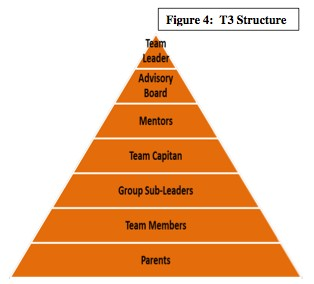 Figure 4: T3 Structure
Team
Leader
Advisory
Board
Mentors
Team Capitan
Group Sub-Leaders
Team Members
Parents